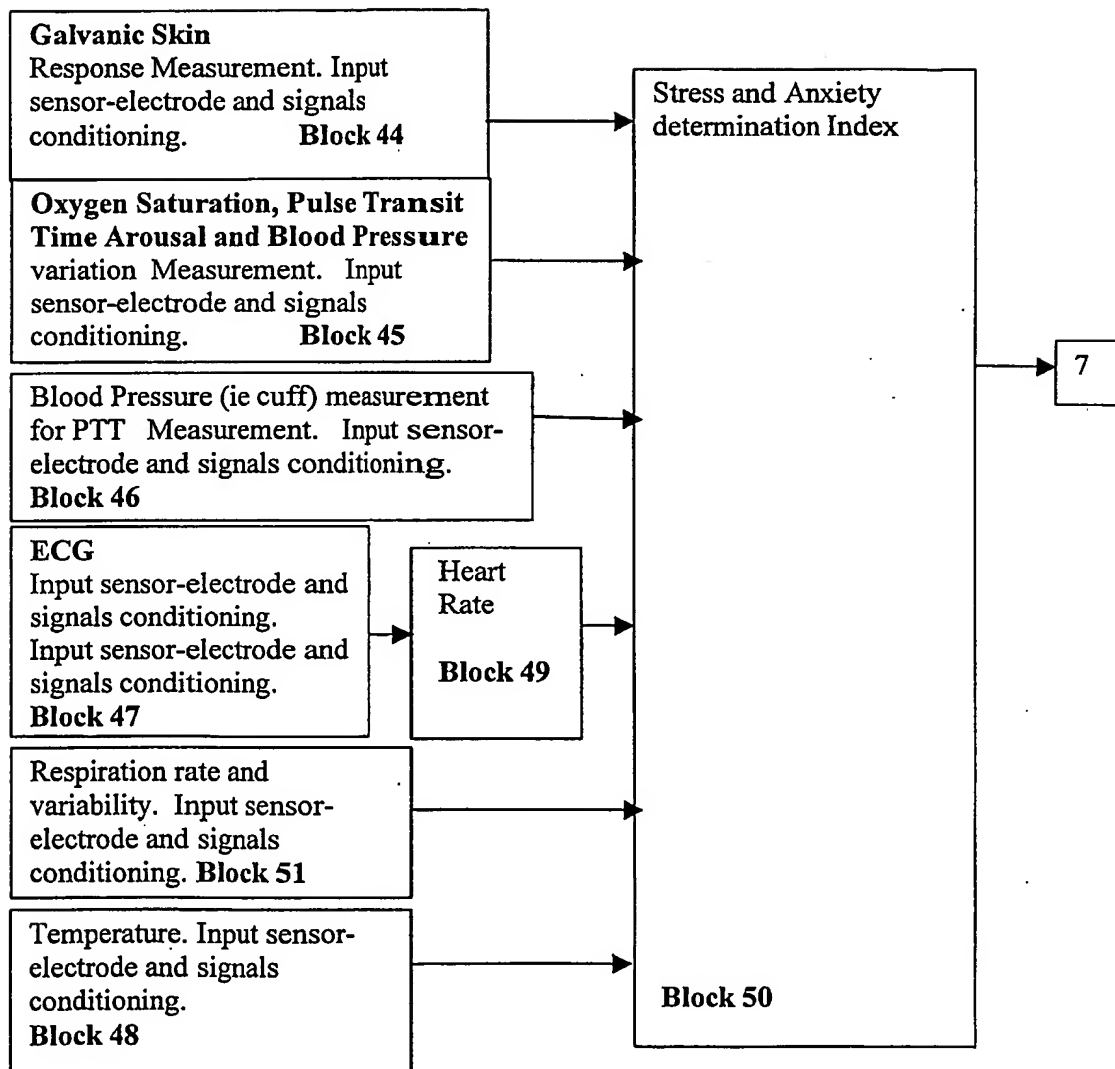 Galvanic Skin
Response Measurement. Input
sensor-electrode and signals
conditioning. Block 44
Oxygen Saturation, Pulse Transit
Time Arousal and Blood Pressure
variation Measurement. Input
sensor-electrode and signals
conditioning. Block 45
Blood Pressure (ie cuff) measurement
for PTT Measurement. Input sensor-
electrode and signals conditioning.
Block 46
ECG
Input sensor-electrode and
signals conditioning.
Input sensor-electrode and
signals conditioning.
Block 47
Heart
Rate
Block 49
Respiration rate and
variability. Input sensor-
electrode and signals
conditioning. Block 51
Temperature. Input sensor-
electrode and signals
conditioning.
Block 48
Stress and Anxiety
determination Index
Block 50
7